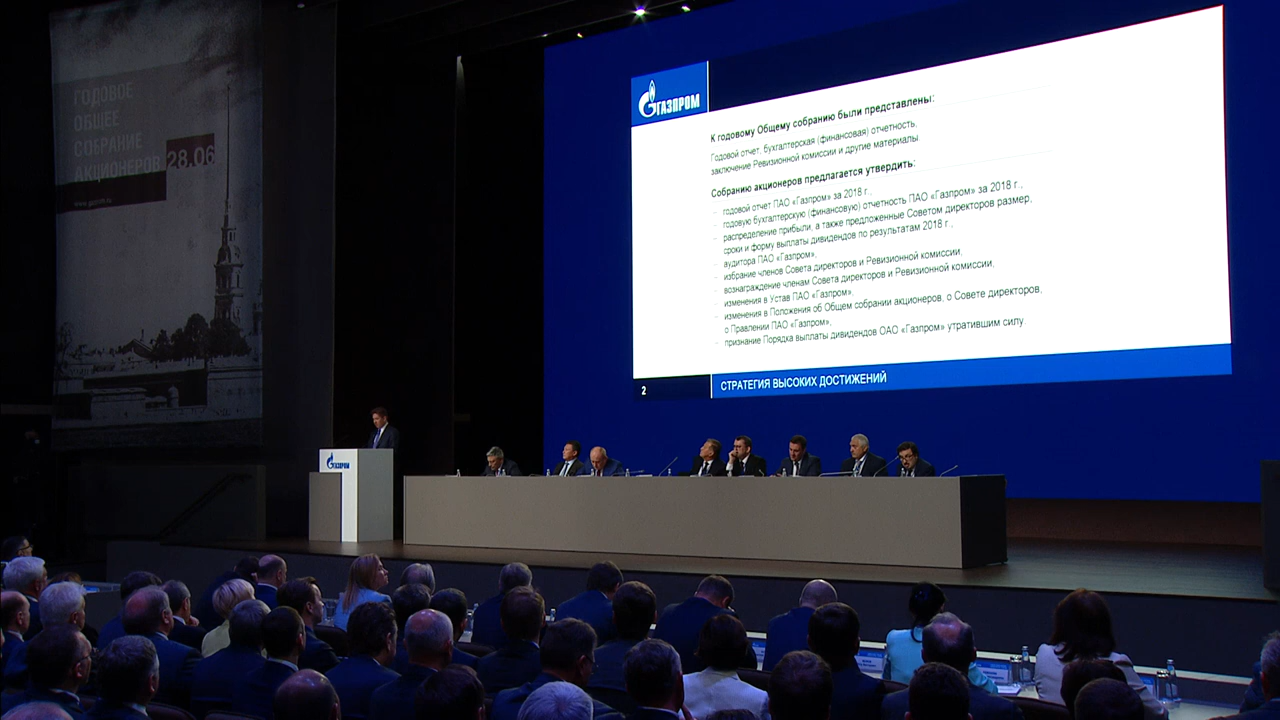 ГОДОВОЕ
ОБЩЕЕ
СОБРАНИЕ
АКЦИОНЕРОВ 28.06
www.gazprom.ru
ГАЗПРОМ
К годовому Общему собранию были представлены:
Годовой отчет, бухгалтерская (финансовая) отчетность,
заключение Ревизионной комиссии и другие материалы.
Собранию акционеров предлагается утвердить:
- годовой отчет ПАО «Газпром» за 2018 г.,
- годовую бухгалтерскую (финансовую) отчетность ПАО «Газпром» за 2018 г.,
- распределение прибыли, а также предложенные Советом директоров размер,
сроки и форму выплаты дивидендов по результатам 2018 г.,
- аудитора ПАО «Газпром»,
- избрание членов Совета директоров и Ревизионной комиссии,
- вознаграждение членам Совета директоров и Ревизионной комиссии,
- изменения в Устав ПАО «Газпром»,
- изменения в Положения об Общем собрании акционеров, о Совете директоров,
о Правлении ПАО «Газпром»,
- признание Порядка выплаты дивидендов ОАО «Газпром» утратившим силу.
2
СТРАТЕГИЯ ВЫСОКИХ ДОСТИЖЕНИЙ
ГАЗПРОМ